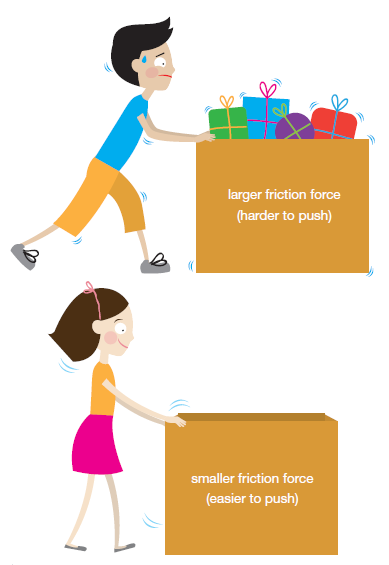 larger friction force
(harder to push)
smaller friction force
(easier to push)